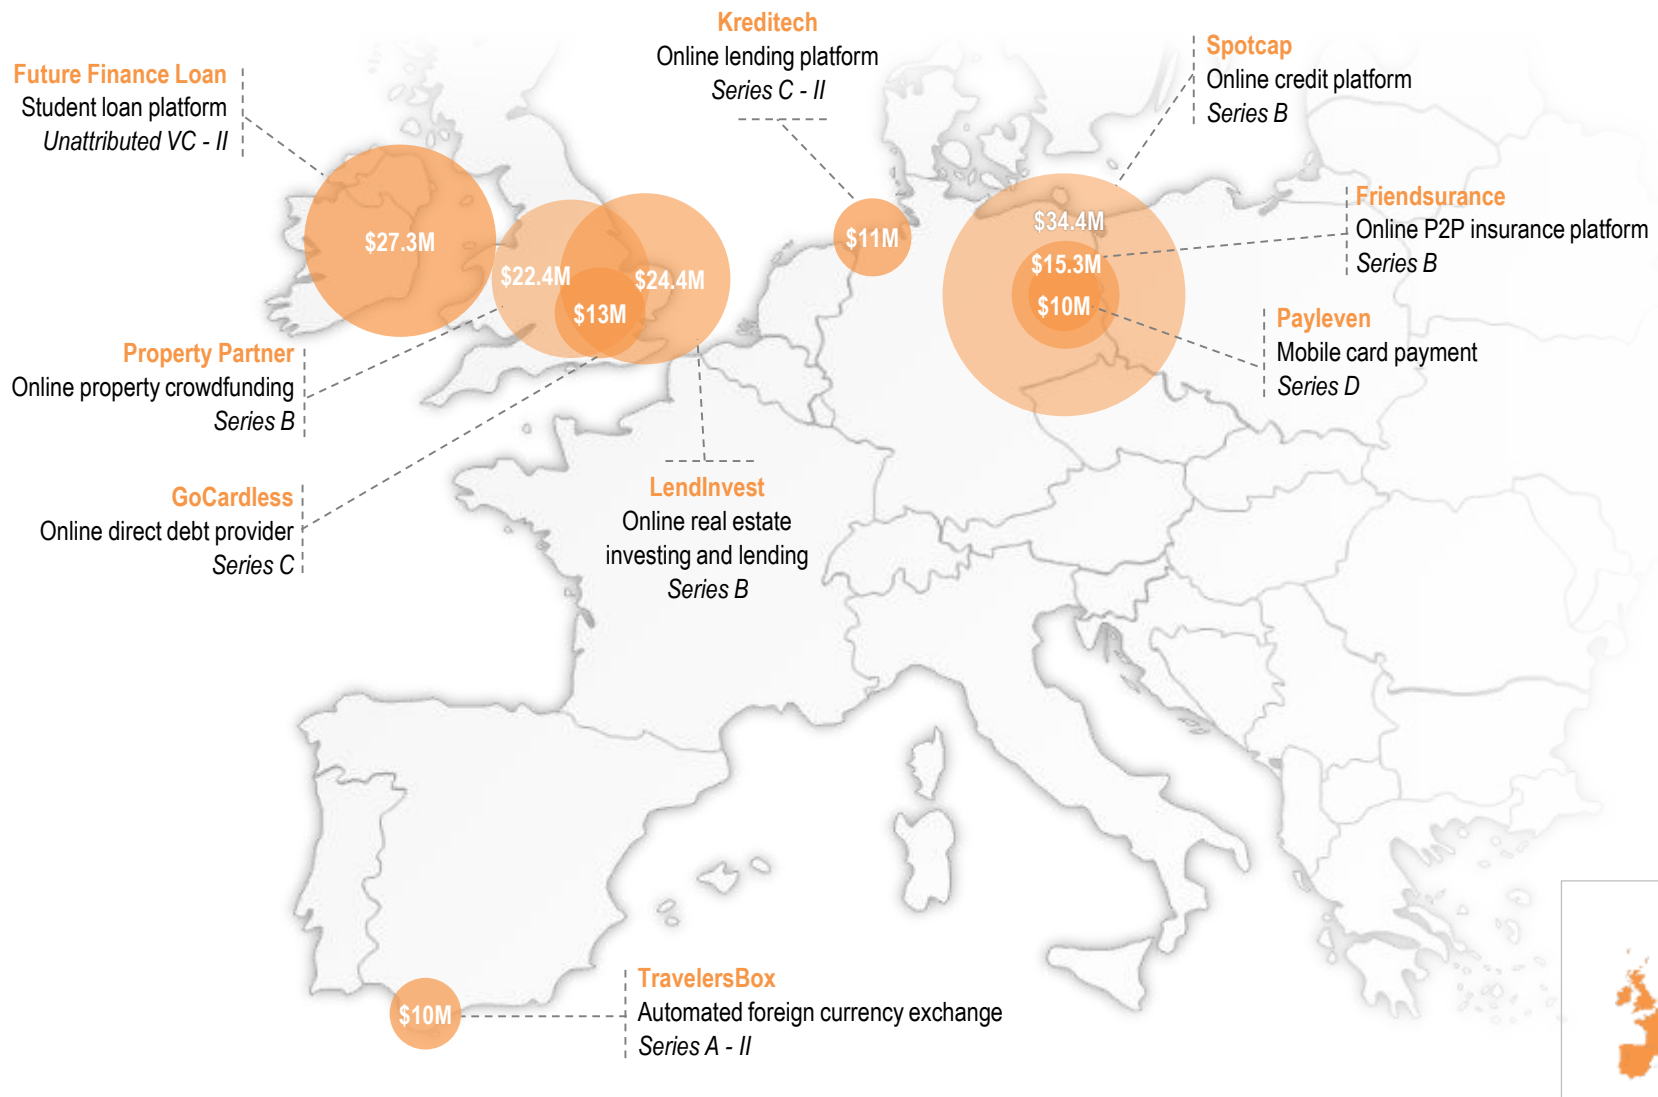 Kreditech
Online lending platform
Series C - II
Spotcap
Online credit platform
Series B
Future Finance Loan
Student loan platform
Unattributed VC - II
Friendsurance
Online P2P insurance platform
Series B
$34.4M
$15.3M
$10M
$11M
$27.3M
$22.4M
$24.4M
$13M
Payleven
Mobile card payment
Series D
Property Partner
Online property crowdfunding
Series B
GoCardless
Online direct debt provider
Series C
LendInvest
Online real estate
investing and lending
Series B
$10M
TravelersBox
Automated foreign currency exchange
Series A - II